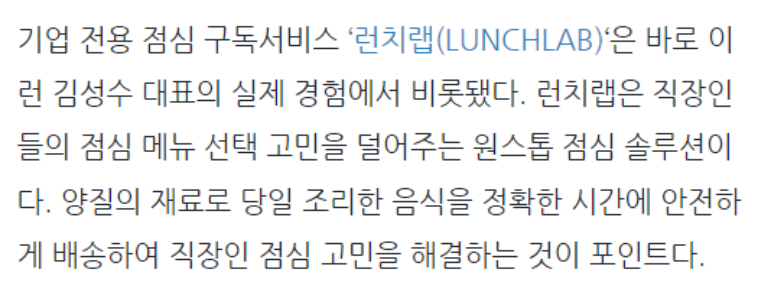 기업 전용 점심 구독서비스 ‘런치랩(LUNCHLAB)‘은 바로 이
런 김성수 대표의 실제 경험에서 비롯됐다. 런치랩은 직장인
들의 점심 메뉴 선택 고민을 덜어주는 원스톱 점심 솔루션이
다. 양질의 재료로 당일 조리한 음식을 정확한 시간에 안전하
게 배송하여 직장인 점심 고민을 해결하는 것이 포인트다.